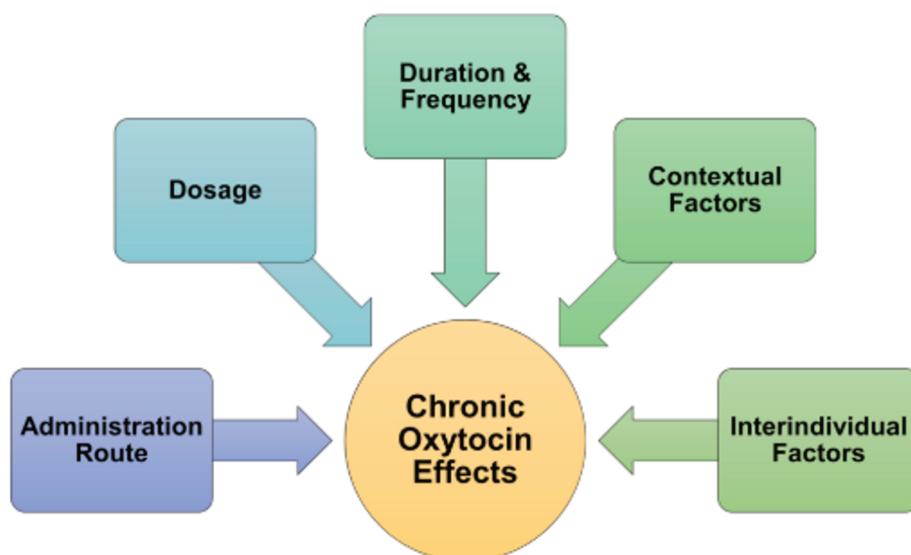 Duration &
Frequency
Dosage
Contextual
Factors
Administration
Route
Chronic
Oxytocin
Effects
Interindividual
Factors